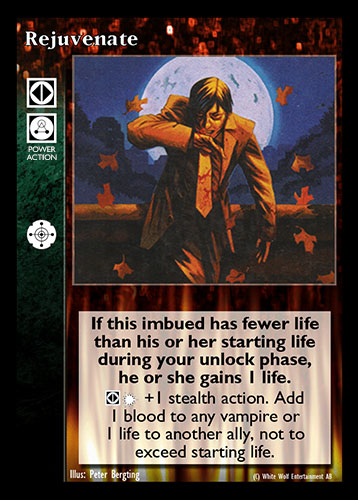 Rejuvenate
POWER
ACTION
If this imbued has fewer life
than his or her starting life
during your unlock phase,
he or she gains 1 life.
+1 stealth action. Add
1 blood to any vampire or
1 life to another ally, not to
exceed starting life.
Illus: Peter Bergting
(C) White Wolf Entertainment AB